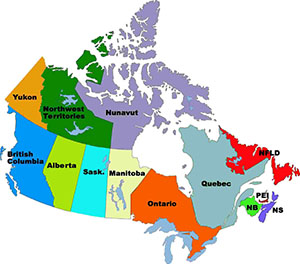 Yukon
Northwest
Territories
Nunavut
British
Columbia
Alberta
Sask.
Manitoba
Ontario
Quebec
NFLD
PEI
NB
NS